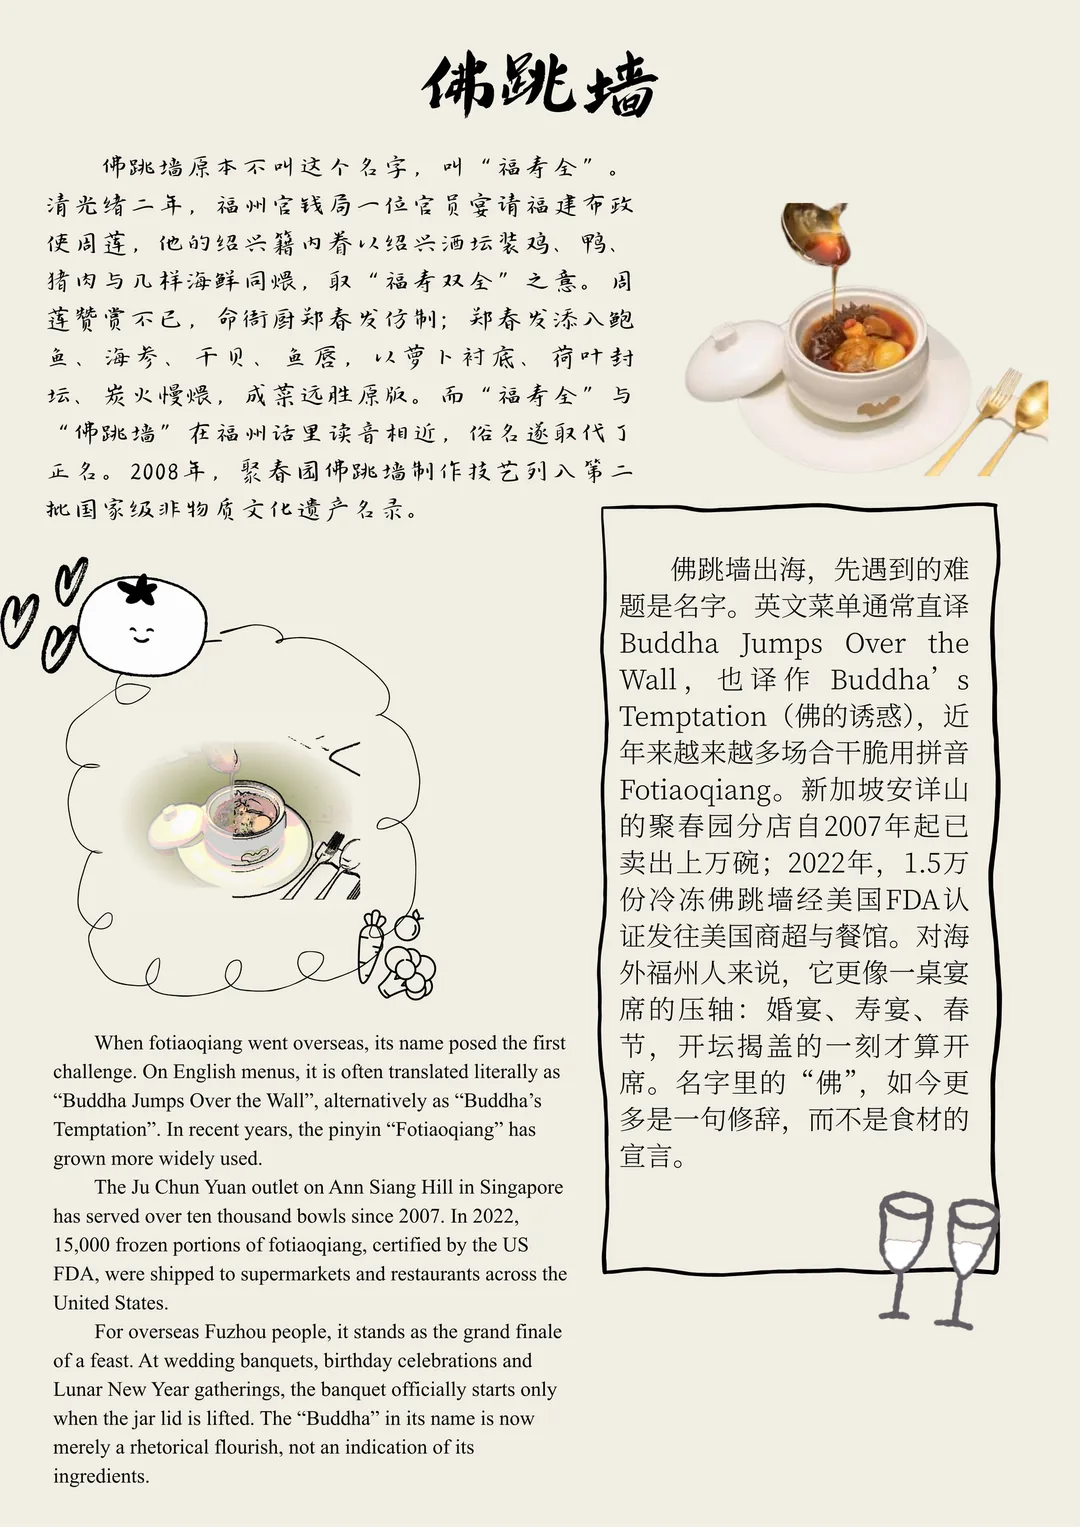 佛跳墙
佛跳墙原本不叫这个名字，叫“福寿全”。
清光绪二年，福州官钱局一位官员宴请福建布政
使周莲，他的绍兴籍内眷以绍兴酒坛装鸡、鸭、
猪肉与几样海鲜同煨，取“福寿双全”之意。周
莲赞赏不已，命衙厨郑春发仿制；郑春发添入鲍
鱼、海参、干贝、鱼唇，以萝卜衬底、荷叶封
坛、炭火慢煨，成菜远胜原版。而“福寿全”与
“佛跳墙”在福州话里读音相近，俗名遂取代了
正名。2008年，聚春园佛跳墙制作技艺列入第二
批国家级非物质文化遗产名录。
佛跳墙出海，先遇到的难
题是名字。英文菜单通常直译
Buddha Jumps Over the
Wall，也译作 Buddha’s
Temptation（佛的诱惑），近
年来越来越多场合干脆用拼音
Fotiaoqiang。新加坡安详山
的聚春园分店自2007年起已
卖出上万碗；2022年，1.5万
份冷冻佛跳墙经美国FDA认
证发往美国商超与餐馆。对海
外福州人来说，它更像一桌宴
席的压轴：婚宴、寿宴、春
节，开坛揭盖的一刻才算开
席。名字里的“佛”，如今更
多是一句修辞，而不是食材的
宣言。
When fotiaoqiang went overseas, its name posed the first
challenge. On English menus, it is often translated literally as
“Buddha Jumps Over the Wall”, alternatively as “Buddha’s
Temptation”. In recent years, the pinyin “Fotiaoqiang” has
grown more widely used.
The Ju Chun Yuan outlet on Ann Siang Hill in Singapore
has served over ten thousand bowls since 2007. In 2022,
15,000 frozen portions of fotiaoqiang, certified by the US
FDA, were shipped to supermarkets and restaurants across the
United States.
For overseas Fuzhou people, it stands as the grand finale
of a feast. At wedding banquets, birthday celebrations and
Lunar New Year gatherings, the banquet officially starts only
when the jar lid is lifted. The “Buddha” in its name is now
merely a rhetorical flourish, not an indication of its
ingredients.